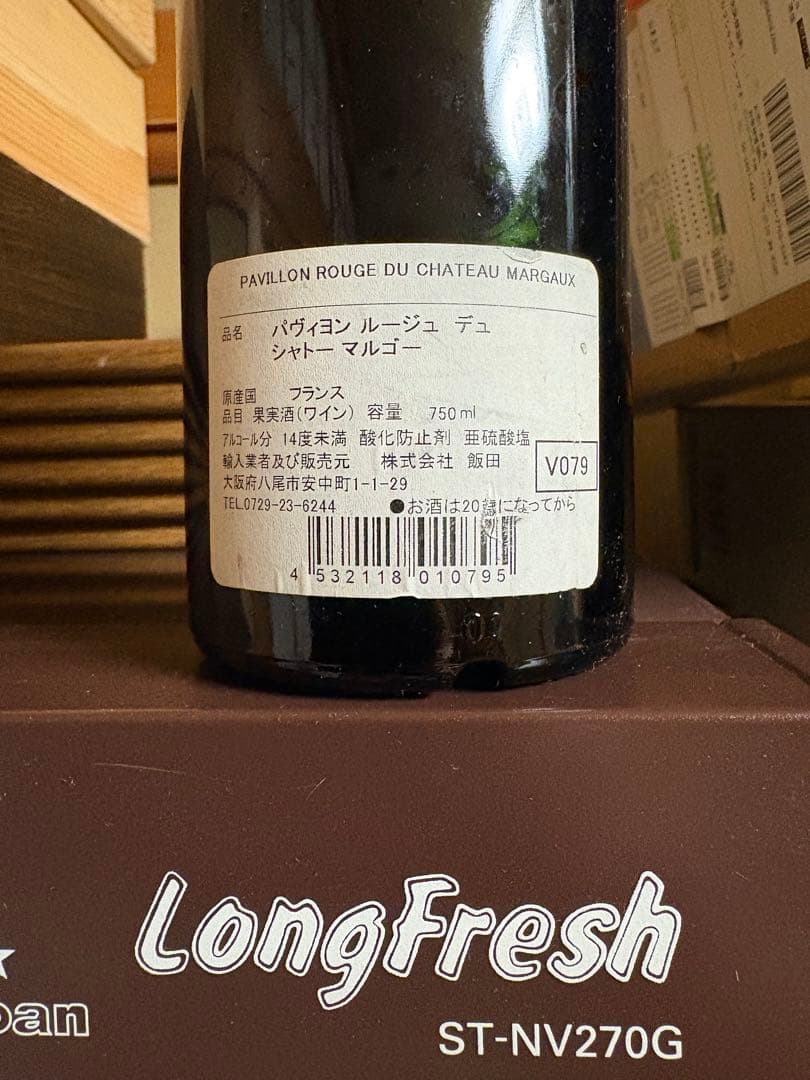 PAVILLON ROUGE DU CHATEAU MARGAUX
品名 パヴィヨン ルージュ デュ
シャトー マルゴー
原産国 フランス
品目 果実酒(ワイン) 容量 750ml
アルコール分 14度未満 酸化防止剤 亜硫酸塩
輸入業者及び販売元 株式会社 飯田
V079
大阪府八尾市安中町1-1-29
TEL.0729-23-6244 ●お酒は20歳になってから
4 532118 010795
LongFresh
ST-NV270G